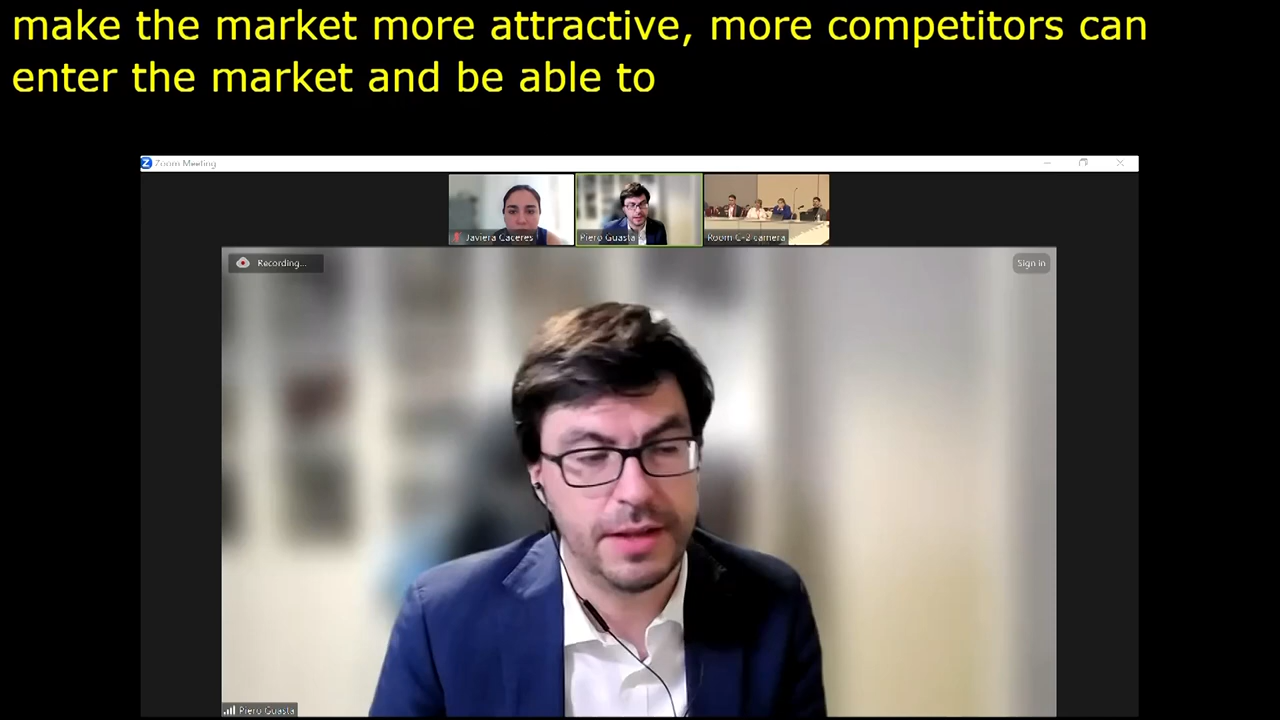 make the market more attractive, more competitors can
enter the market and be able to
Zoom Meeting
Javiera Caceres
Piero Guasta
Room C-2 camera
Recording...
Sign in
Piero Guasta